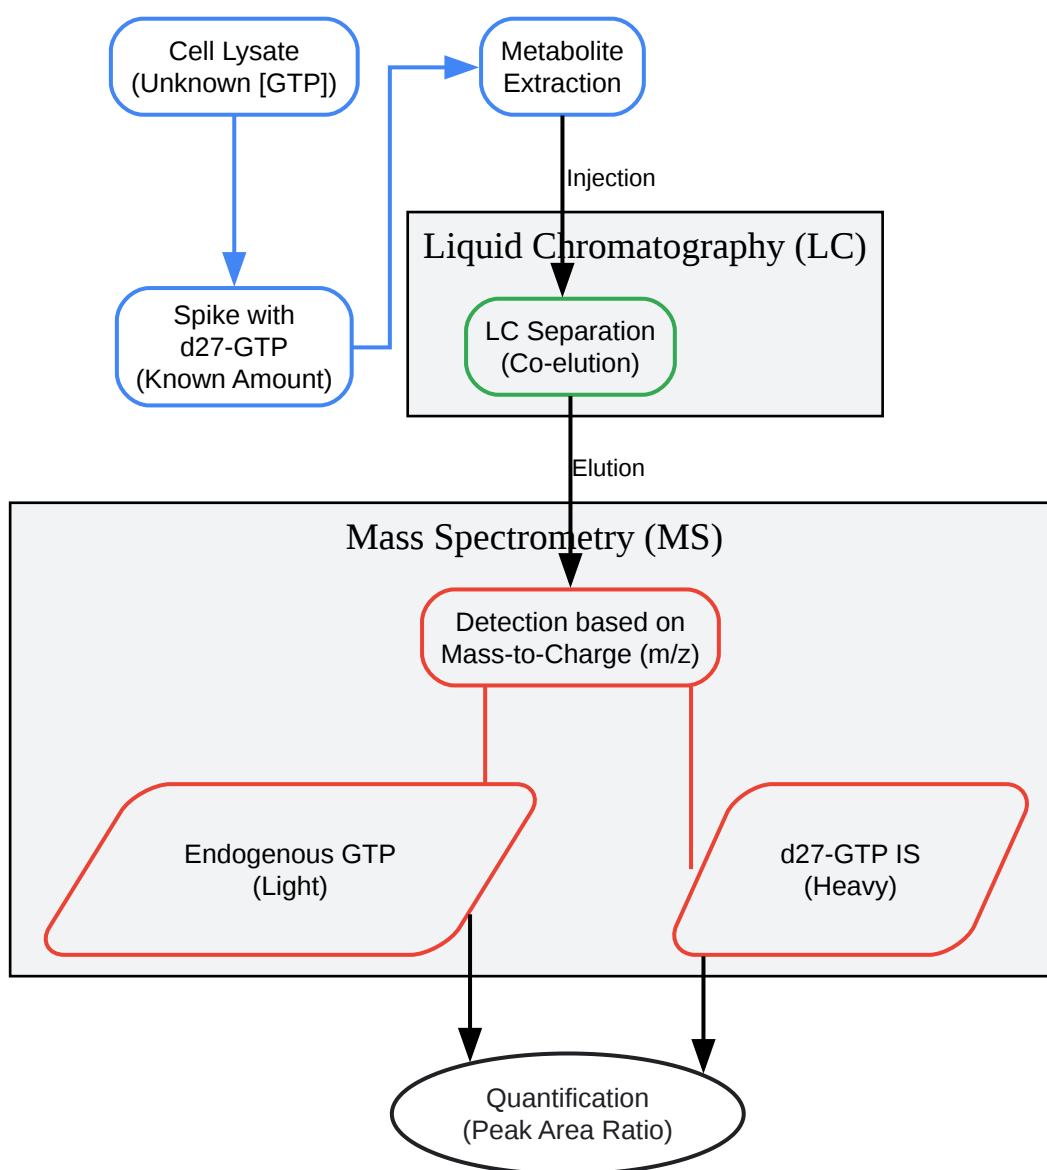 Cell Lysate
(Unknown [GTP])
Metabolite
Extraction
Injection
Spike with
d27-GTP
(Known Amount)
Liquid Chromatography (LC)
LC Separation
(Co-elution)
Elution
Mass Spectrometry (MS)
Detection based on
Mass-to-Charge (m/z)
Endogenous GTP
(Light)
d27-GTP IS
(Heavy)
Quantification
(Peak Area Ratio)